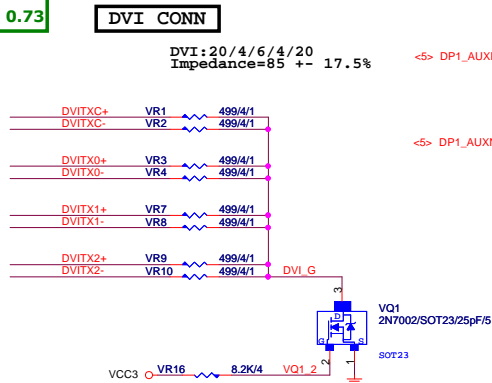 0.73
DVI CONN
DVI:20/4/6/4/20
Impedance=85 +- 17.5%
<5> DP1_AUX
<5> DP1_AUX
DVITXC+ VR1 499/4/1
DVITXC- VR2 499/4/1
DVITX0+ VR3 499/4/1
DVITX0- VR4 499/4/1
DVITX1+ VR7 499/4/1
DVITX1- VR8 499/4/1
DVITX2+ VR9 499/4/1
DVITX2- VR10 499/4/1 DVI_G
3
D
VQ1
2N7002/SOT23/25pF/5
G S
SOT23
2 1
VCC3 VR16 8.2K/4 VQ1_2